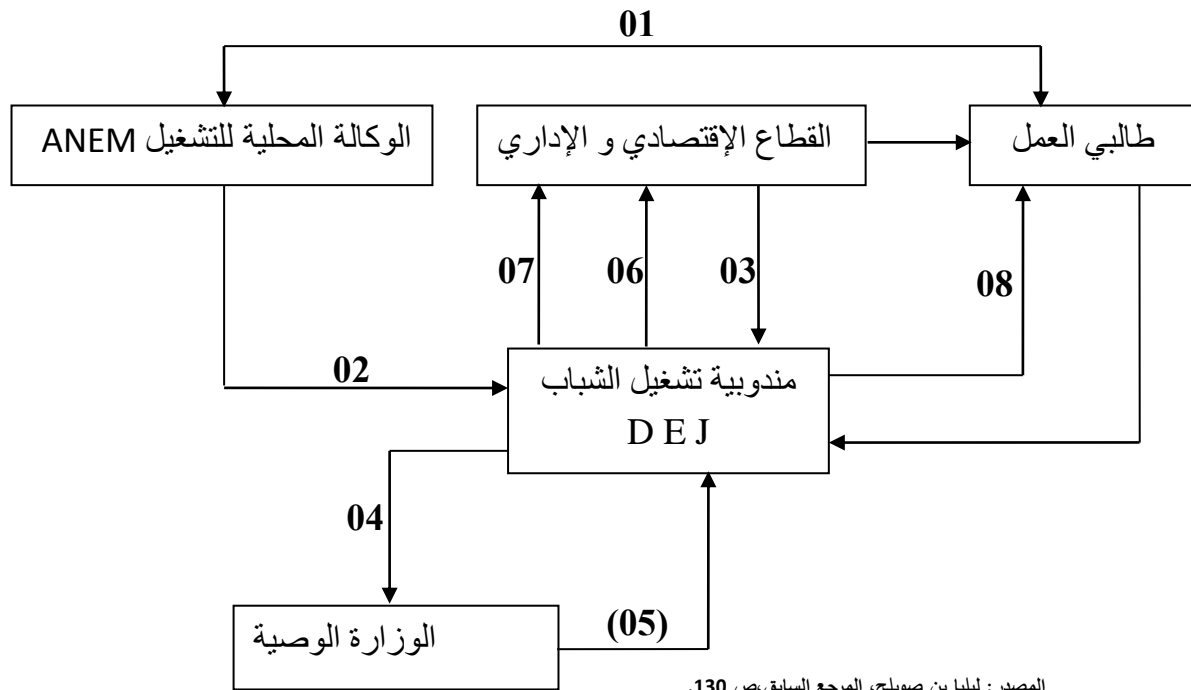 01
طالبي العمل
القطاع الإقتصادي و الإداري
الوكالة المحلية للتشغيل ANEM
08
03
06
07
02
مندوبية تشغيل الشباب
D E J
04
(05)
الوزارة الوصية
المصدر : ليليا بن صويلح، المرجع السابق،ص 130.